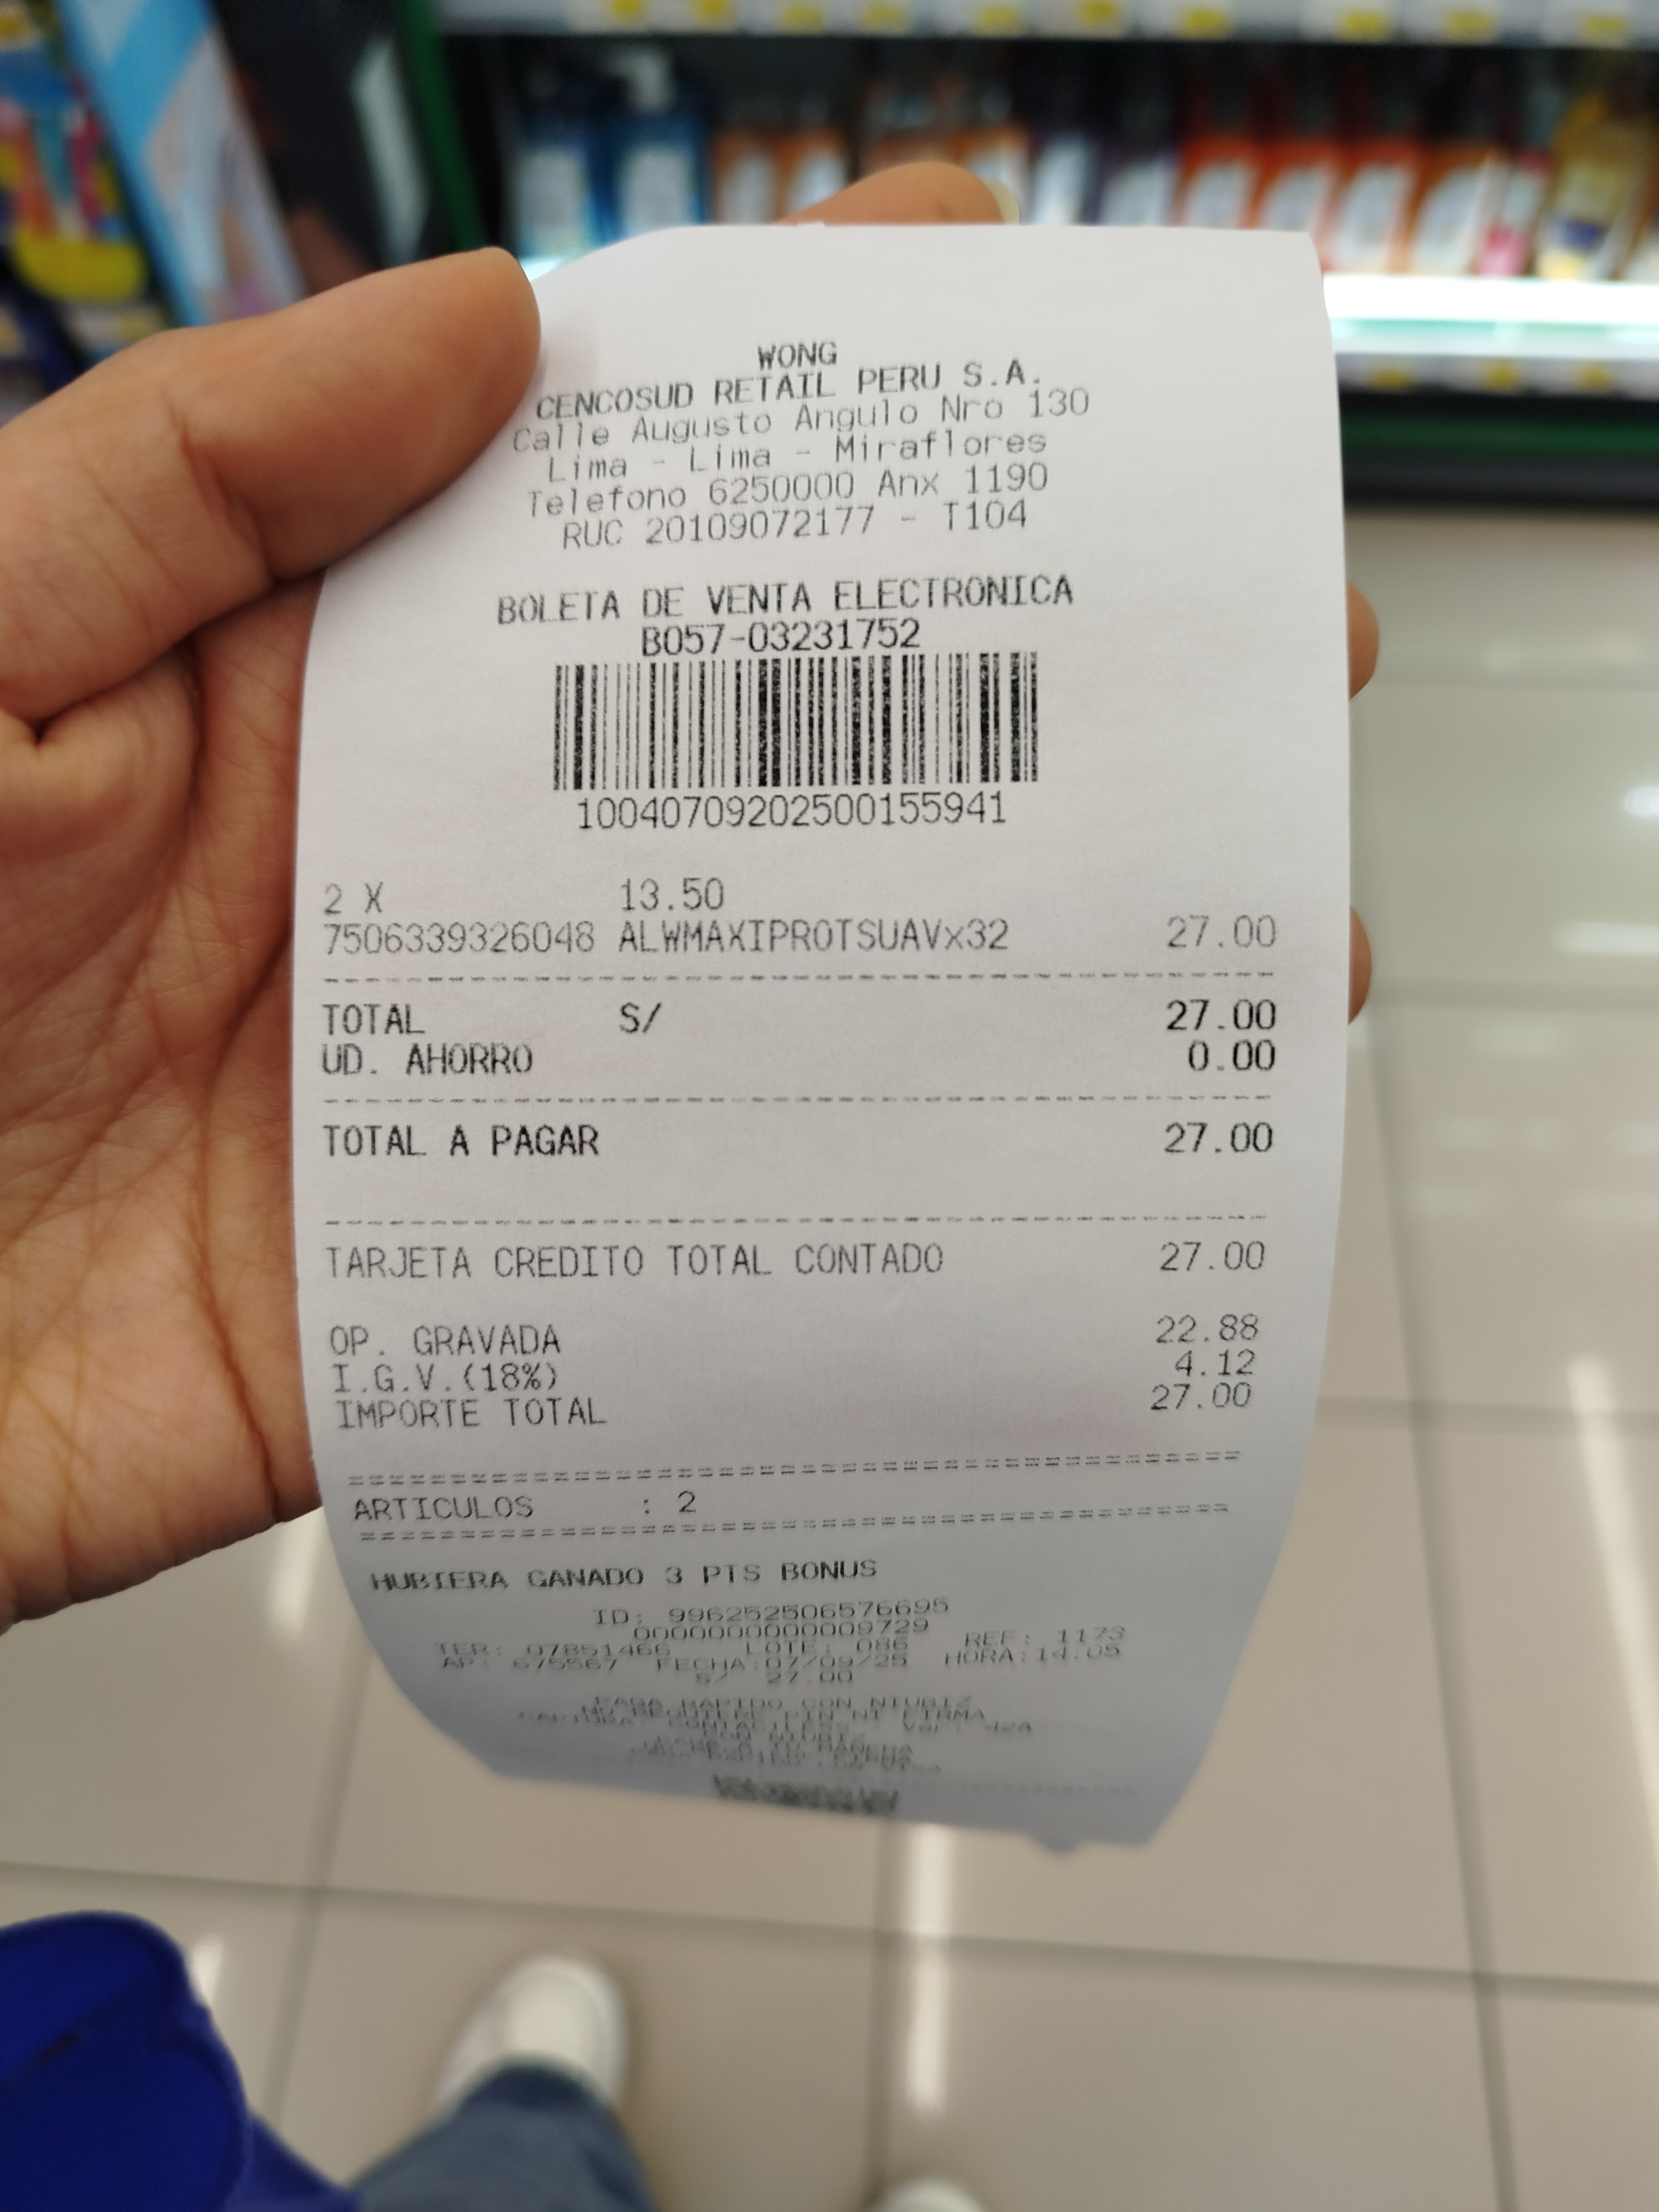 WONG
CENCOSUD RETAIL PERU S.A.
Calle Augusto Angulo Nro 130
Lima - Lima - Miraflores
Telefono 6250000 Anx 1190
RUC 20109072177 - T104
BOLETA DE VENTA ELECTRONICA
B057-03231752
10040709202500155941
2 X 13.50
7506339326048 ALWMAXIPROTSUAVx32 27.00
TOTAL S/ 27.00
UD. AHORRO 0.00
TOTAL A PAGAR 27.00
TARJETA CREDITO TOTAL CONTADO 27.00
OP. GRAVADA 22.88
I.G.V.(18%) 4.12
IMPORTE TOTAL 27.00
ARTICULOS : 2
HUBIERA GANADO 3 PTS BONUS
ID: 996252506576695
0000000000009729
TER: 07851466 LOTE: 086 REF: 1173
AP: 675567 FECHA:07/09/25 HORA:14:05
S/ 27.00
PAGA RAPIDO CON NIUBIZ
NO REQUIERE PIN NI FIRMA